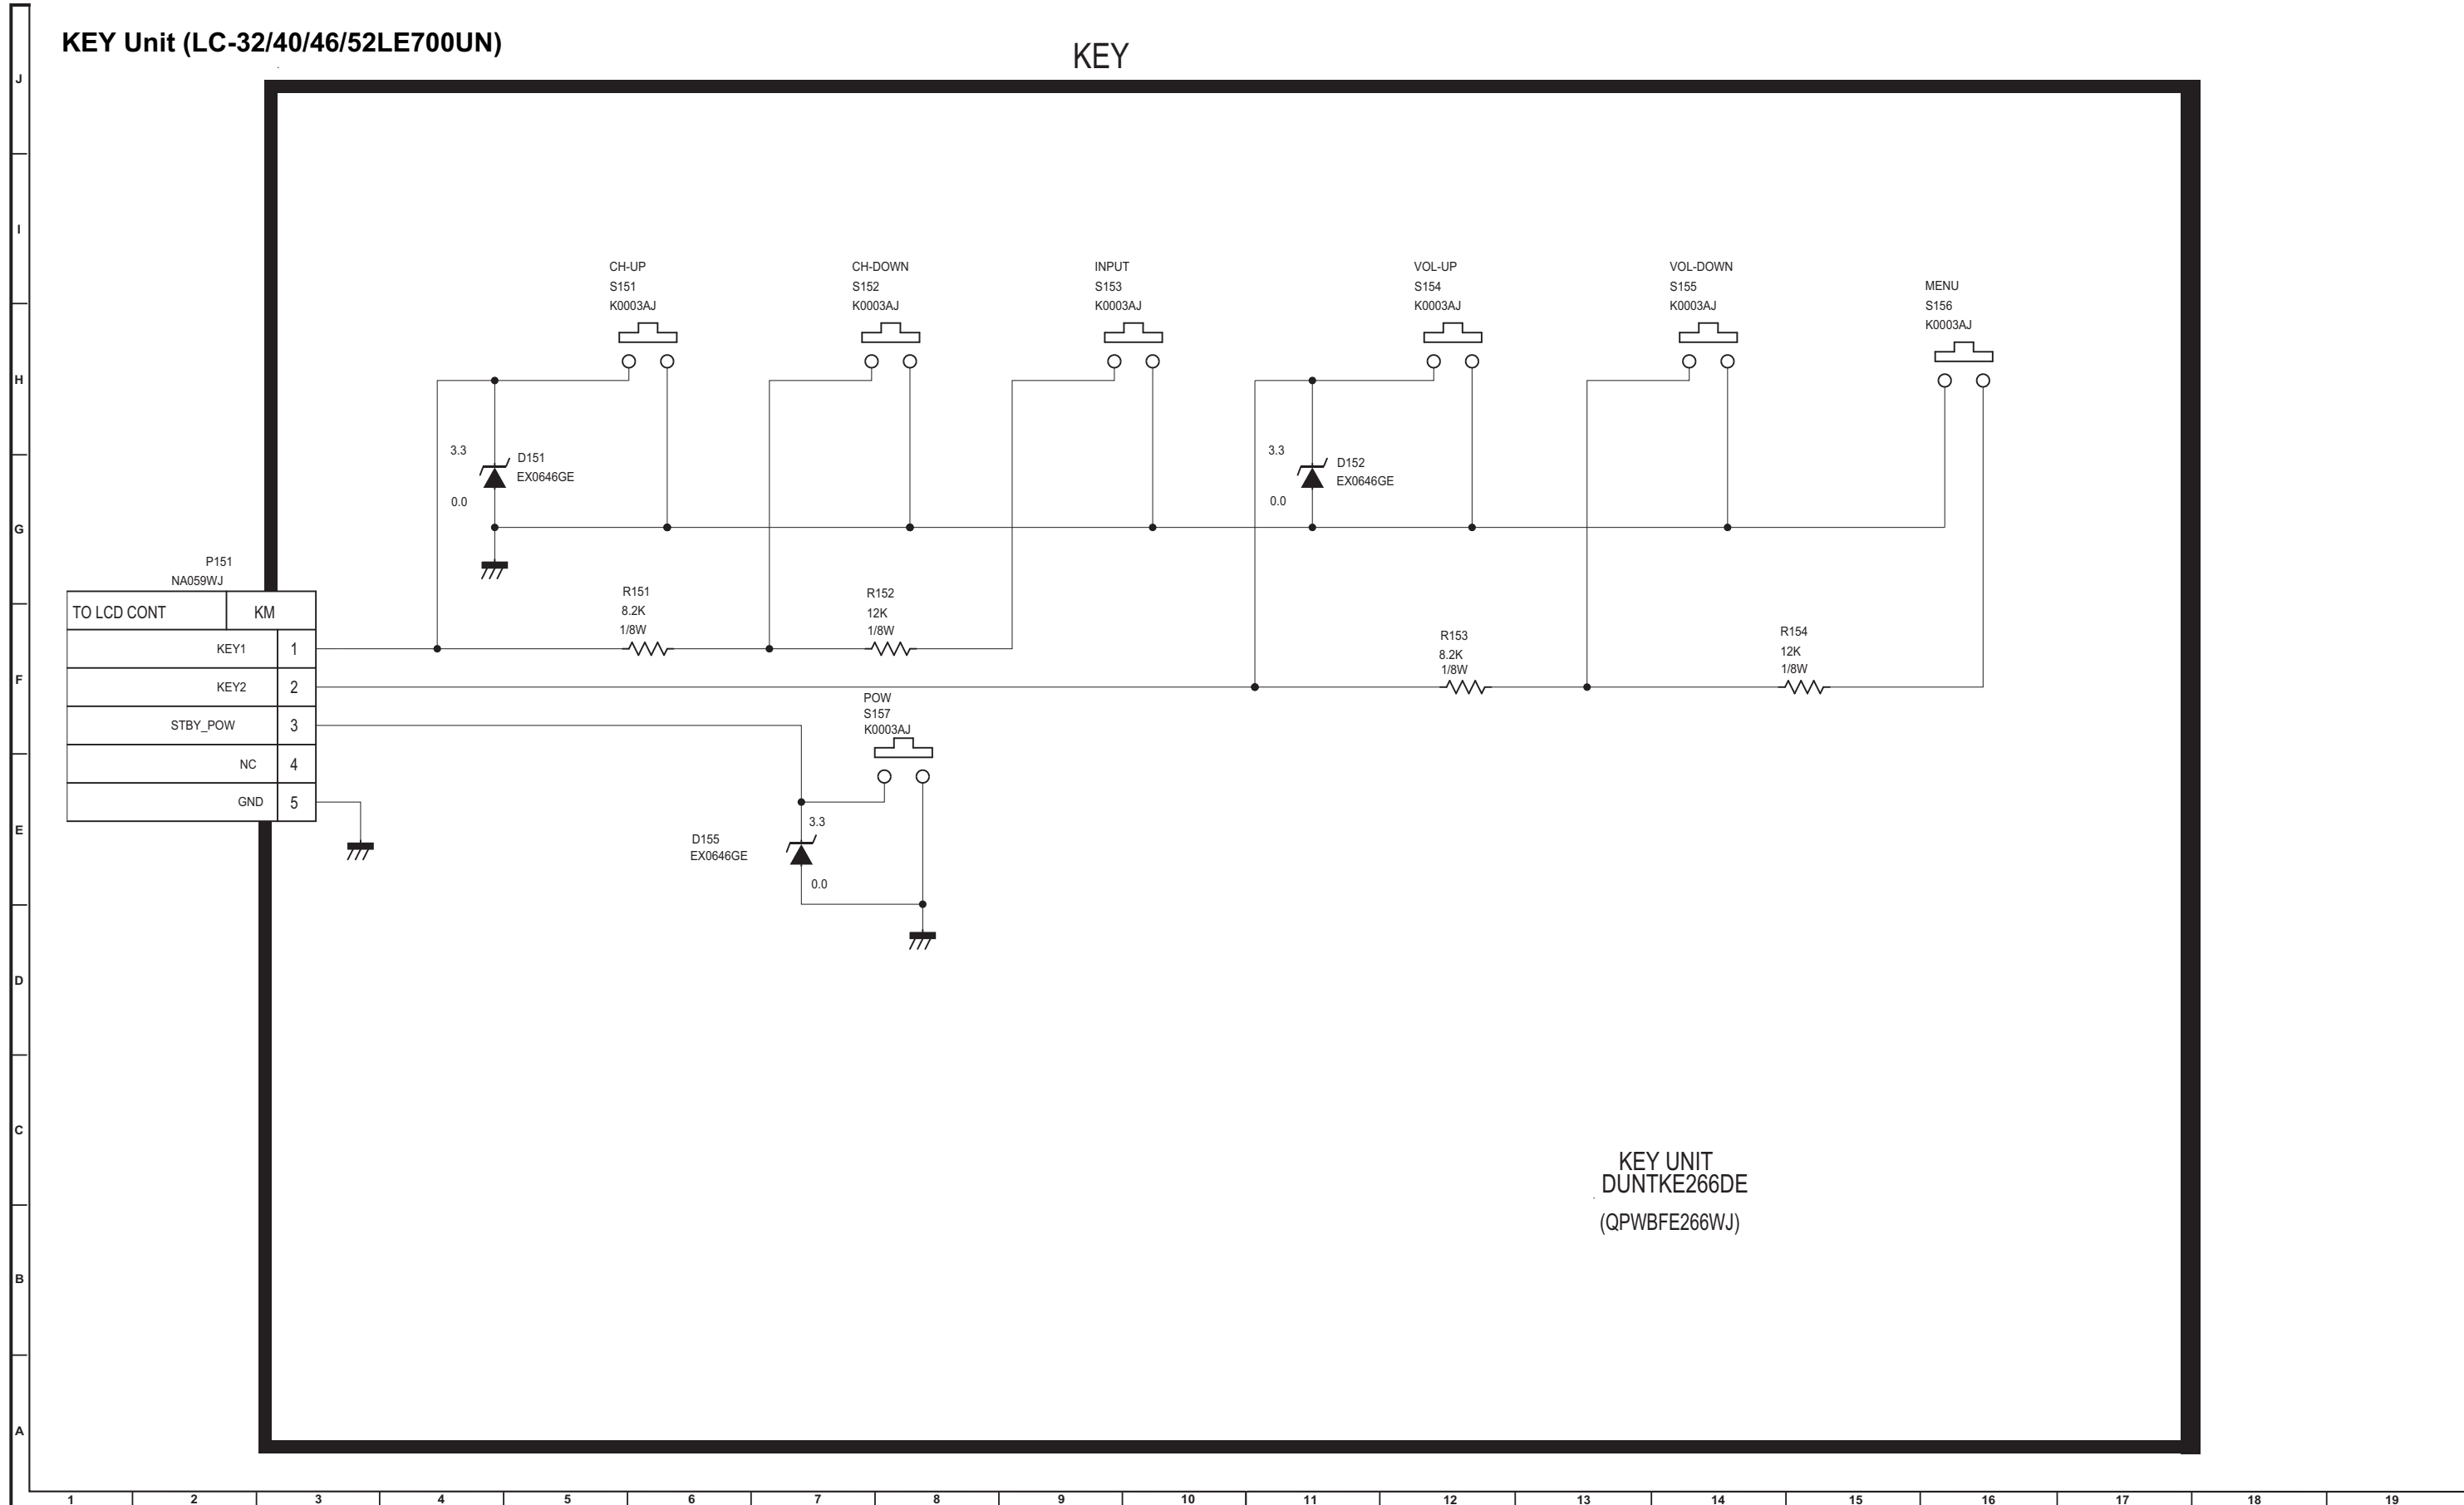 KEY Unit (LC-32/40/46/52LE700UN)
KEY
J
I
H
G
F
E
D
C
B
A
CH-UP
S151
K0003AJ
CH-DOWN
S152
K0003AJ
INPUT
S153
K0003AJ
VOL-UP
S154
K0003AJ
VOL-DOWN
S155
K0003AJ
MENU
S156
K0003AJ
3.3
D151
EX0646GE
0.0
3.3
D152
EX0646GE
0.0
P151
NA059WJ
TO LCD CONT KM
KEY1 1
KEY2 2
STBY_POW 3
NC 4
GND 5
R151
8.2K
1/8W
R152
12K
1/8W
R153
8.2K
1/8W
R154
12K
1/8W
POW
S157
K0003AJ
3.3
D155
EX0646GE
0.0
KEY UNIT
DUNTKE266DE
(QPWBFE266WJ)
1 2 3 4 5 6 7 8 9 10 11 12 13 14 15 16 17 18 19